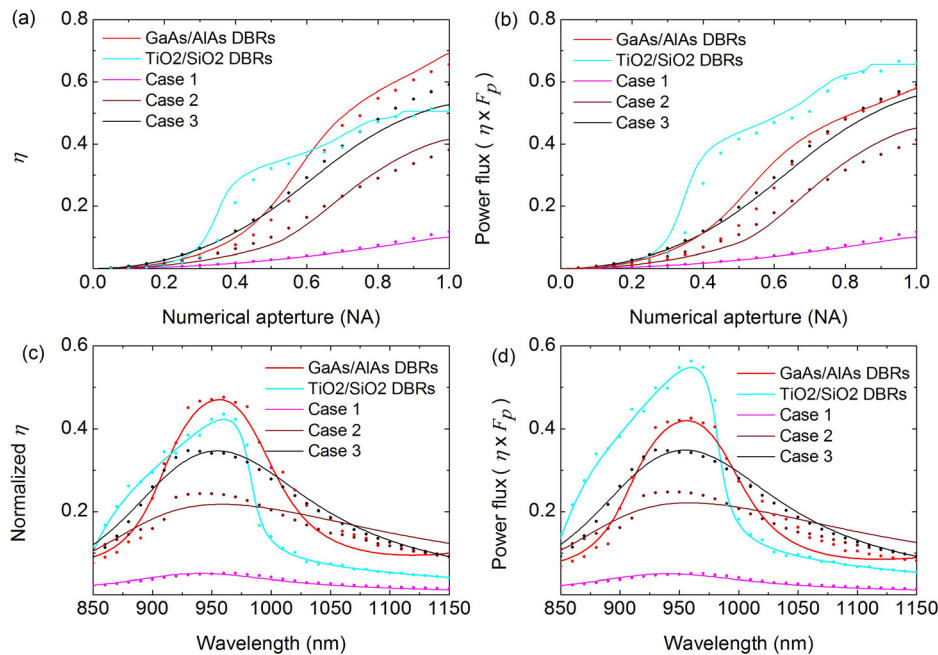 (a)
0.8
0.6
0.4
0.2
η
GaAs/AlAs DBRs
TiO2/SiO2 DBRs
Case 1
Case 2
Case 3
0.0 0.2 0.4 0.6 0.8 1.0
Numerical apterture (NA)
(b)
0.8
0.6
0.4
0.2
Power flux ( η x Fp )
GaAs/AlAs DBRs
TiO2/SiO2 DBRs
Case 1
Case 2
Case 3
0.0 0.2 0.4 0.6 0.8 1.0
Numerical aperture (NA)
(c)
0.6
0.4
0.2
Normalized η
GaAs/AlAs DBRs
TiO2/SiO2 DBRs
Case 1
Case 2
Case 3
850 900 950 1000 1050 1100 1150
Wavelength (nm)
(d)
0.6
0.4
0.2
Power flux ( η x Fp )
GaAs/AlAs DBRs
TiO2/SiO2 DBRs
Case 1
Case 2
Case 3
850 900 950 1000 1050 1100 1150
Wavelength (nm)